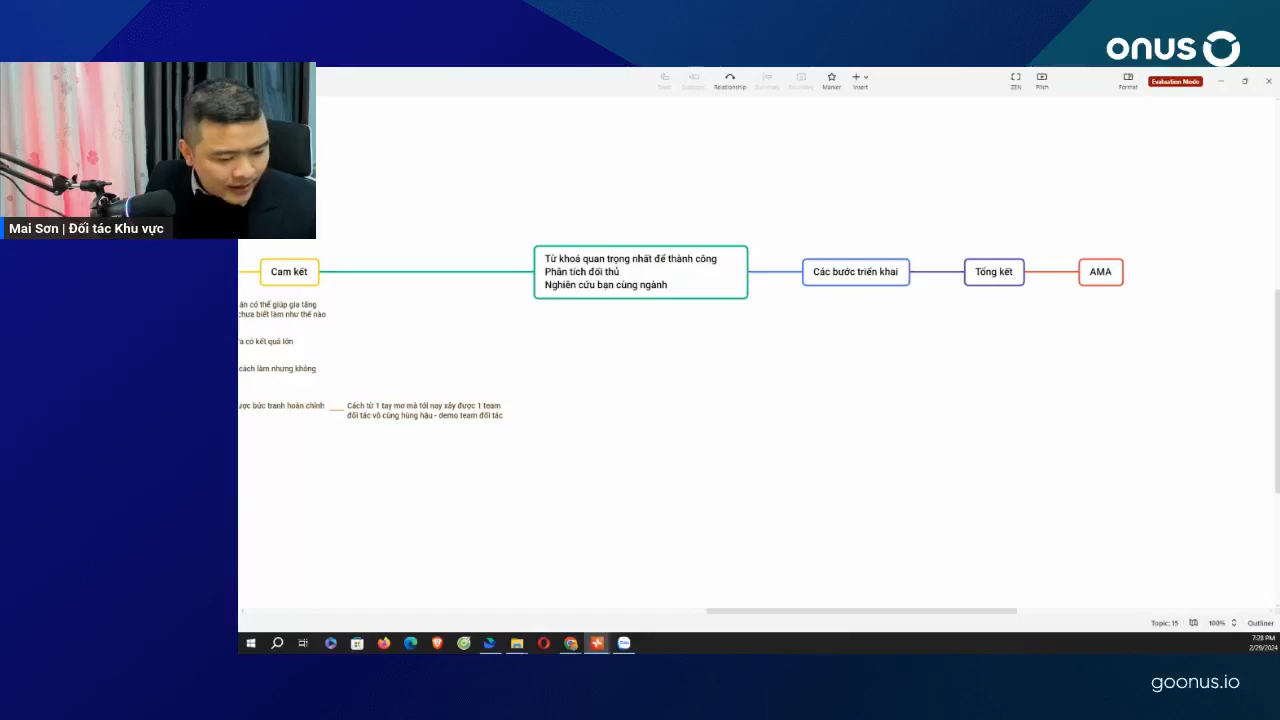 onus
Topic
Relationship
Summary
Boundary
Marker
Insert
ZEN
Pitch
Format
Evaluation Mode
Mai Sơn | Đối tác Khu vực
Cam kết
Từ khoá quan trọng nhất để thành công
Phân tích đối thủ
Nghiên cứu bạn cùng ngành
Các bước triển khai
Tổng kết
AMA
án có thể giúp gia tăng
chưa biết làm như thế nào
a có kết quả lớn
cách làm nhưng không
ược bức tranh hoàn chỉnh
Cách từ 1 tay mơ mà tới nay xây được 1 team
đối tác vô cùng hùng hậu - demo team đối tác
Topic: 15
100%
Outliner
7:28 PM
2/29/2024
goonus.io